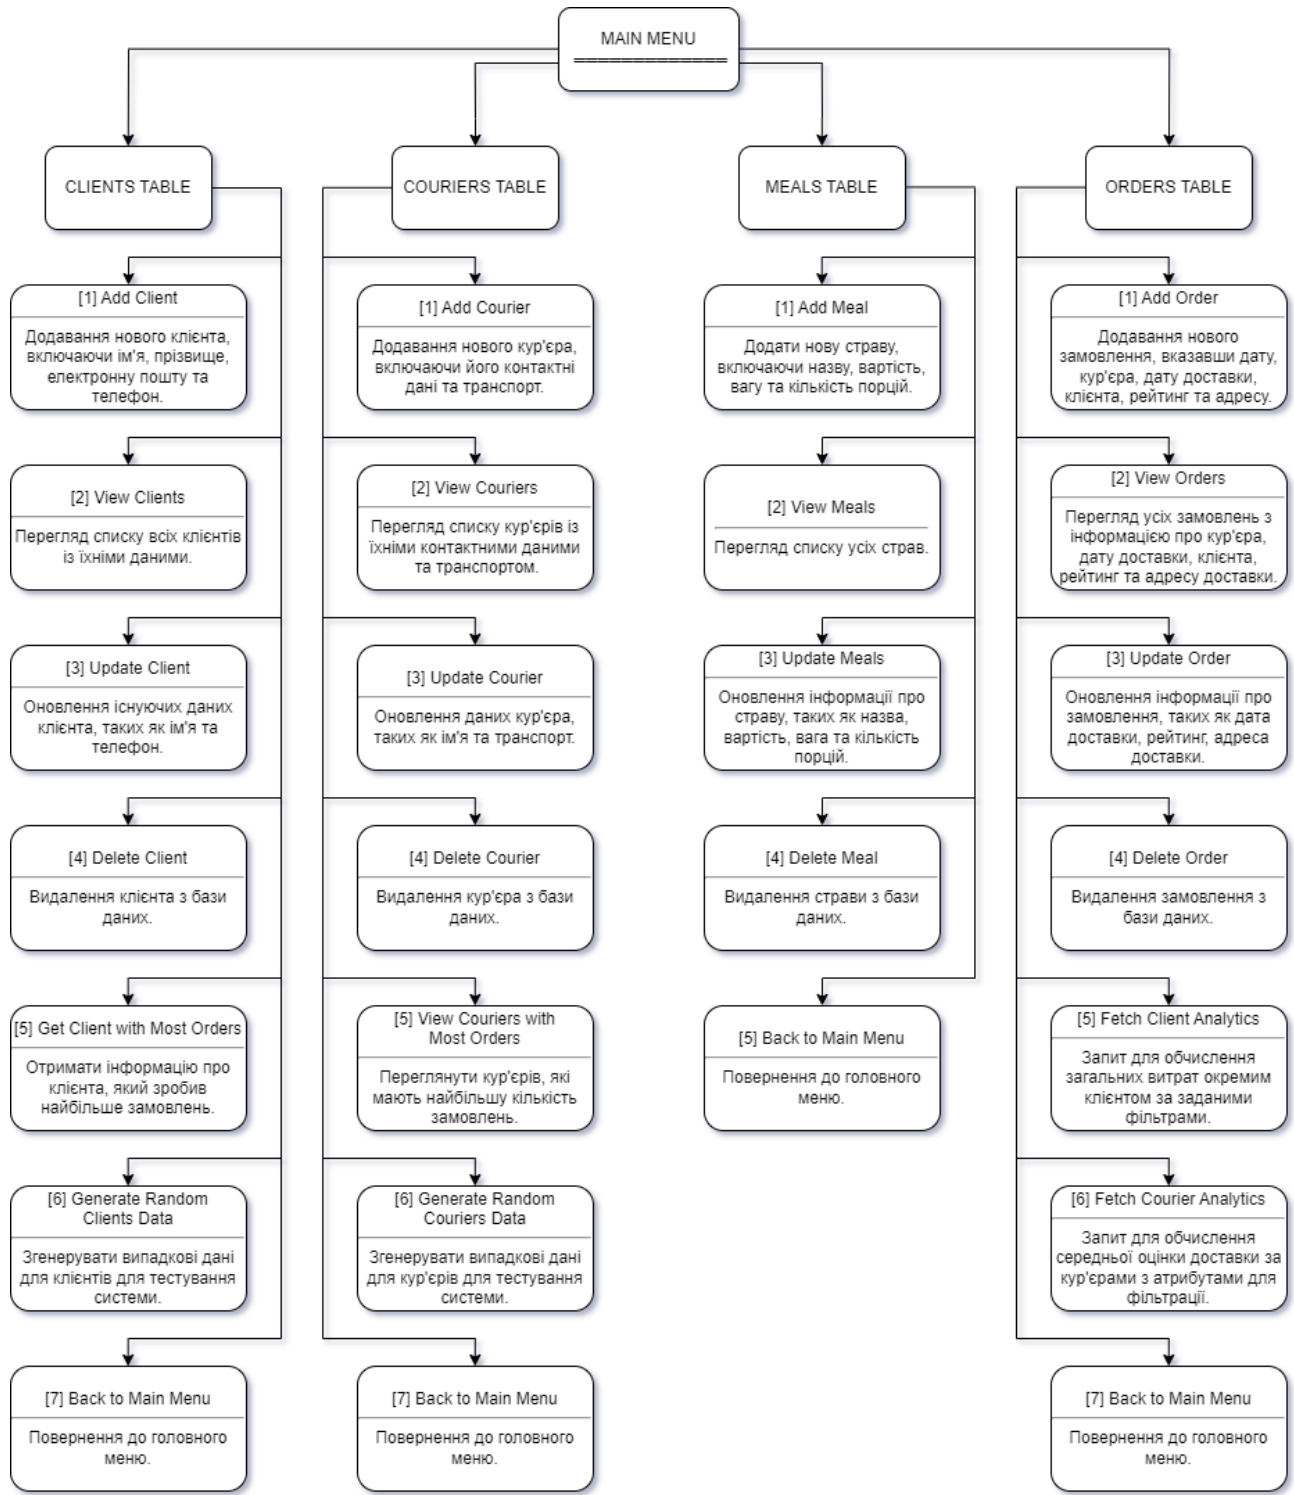 MAIN MENU
=============
CLIENTS TABLE
COURIERS TABLE
MEALS TABLE
ORDERS TABLE
[1] Add Client
Додавання нового клієнта,
включаючи ім'я, прізвище,
електронну пошту та
телефон.
[2] View Clients
Перегляд списку всіх клієнтів
із їхніми даними.
[3] Update Client
Оновлення існуючих даних
клієнта, таких як ім'я та
телефон.
[4] Delete Client
Видалення клієнта з бази
даних.
[5] Get Client with Most Orders
Отримати інформацію про
клієнта, який зробив
найбільше замовлень.
[6] Generate Random
Clients Data
Згенерувати випадкові дані
для клієнтів для тестування
системи.
[7] Back to Main Menu
Повернення до головного
меню.
[1] Add Courier
Додавання нового кур'єра,
включаючи його контактні
дані та транспорт.
[2] View Couriers
Перегляд списку кур'єрів із
їхніми контактними даними
та транспортом.
[3] Update Courier
Оновлення даних кур'єра,
таких як ім'я та транспорт.
[4] Delete Courier
Видалення кур'єра з бази
даних.
[5] View Couriers with
Most Orders
Переглянути кур'єрів, які
мають найбільшу кількість
замовлень.
[6] Generate Random
Couriers Data
Згенерувати випадкові дані
для кур'єрів для тестування
системи.
[7] Back to Main Menu
Повернення до головного
меню.
[1] Add Meal
Додати нову страву,
включаючи назву, вартість,
вагу та кількість порцій.
[2] View Meals
Перегляд списку усіх страв.
[3] Update Meals
Оновлення інформації про
страву, таких як назва,
вартість, вага та кількість
порцій.
[4] Delete Meal
Видалення страви з бази
даних.
[5] Back to Main Menu
Повернення до головного
меню.
[1] Add Order
Додавання нового
замовлення, вказавши дату,
кур'єра, дату доставки,
клієнта, рейтинг та адресу.
[2] View Orders
Перегляд усіх замовлень з
інформацією про кур'єра,
дату доставки, клієнта,
рейтинг та адресу доставки.
[3] Update Order
Оновлення інформації про
замовлення, таких як дата
доставки, рейтинг, адреса
доставки.
[4] Delete Order
Видалення замовлення з
бази даних.
[5] Fetch Client Analytics
Запит для обчислення
загальних витрат окремим
клієнтом за заданими
фільтрами.
[6] Fetch Courier Analytics
Запит для обчислення
середньої оцінки доставки за
кур'єрами з атрибутами для
фільтрації.
[7] Back to Main Menu
Повернення до головного
меню.